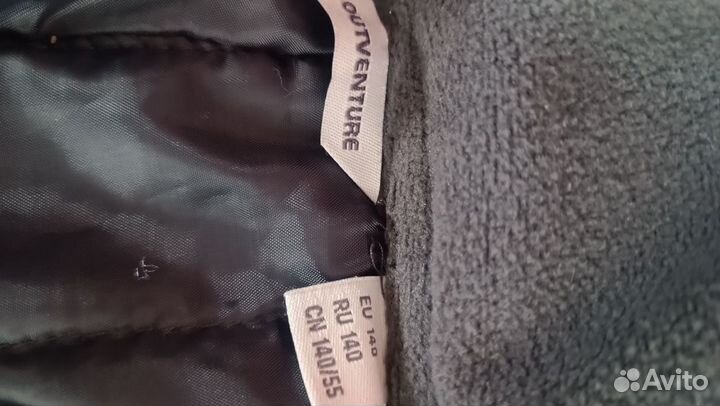 OUTVENTURE
EU 140
RU 140
CN 140/55
Avito